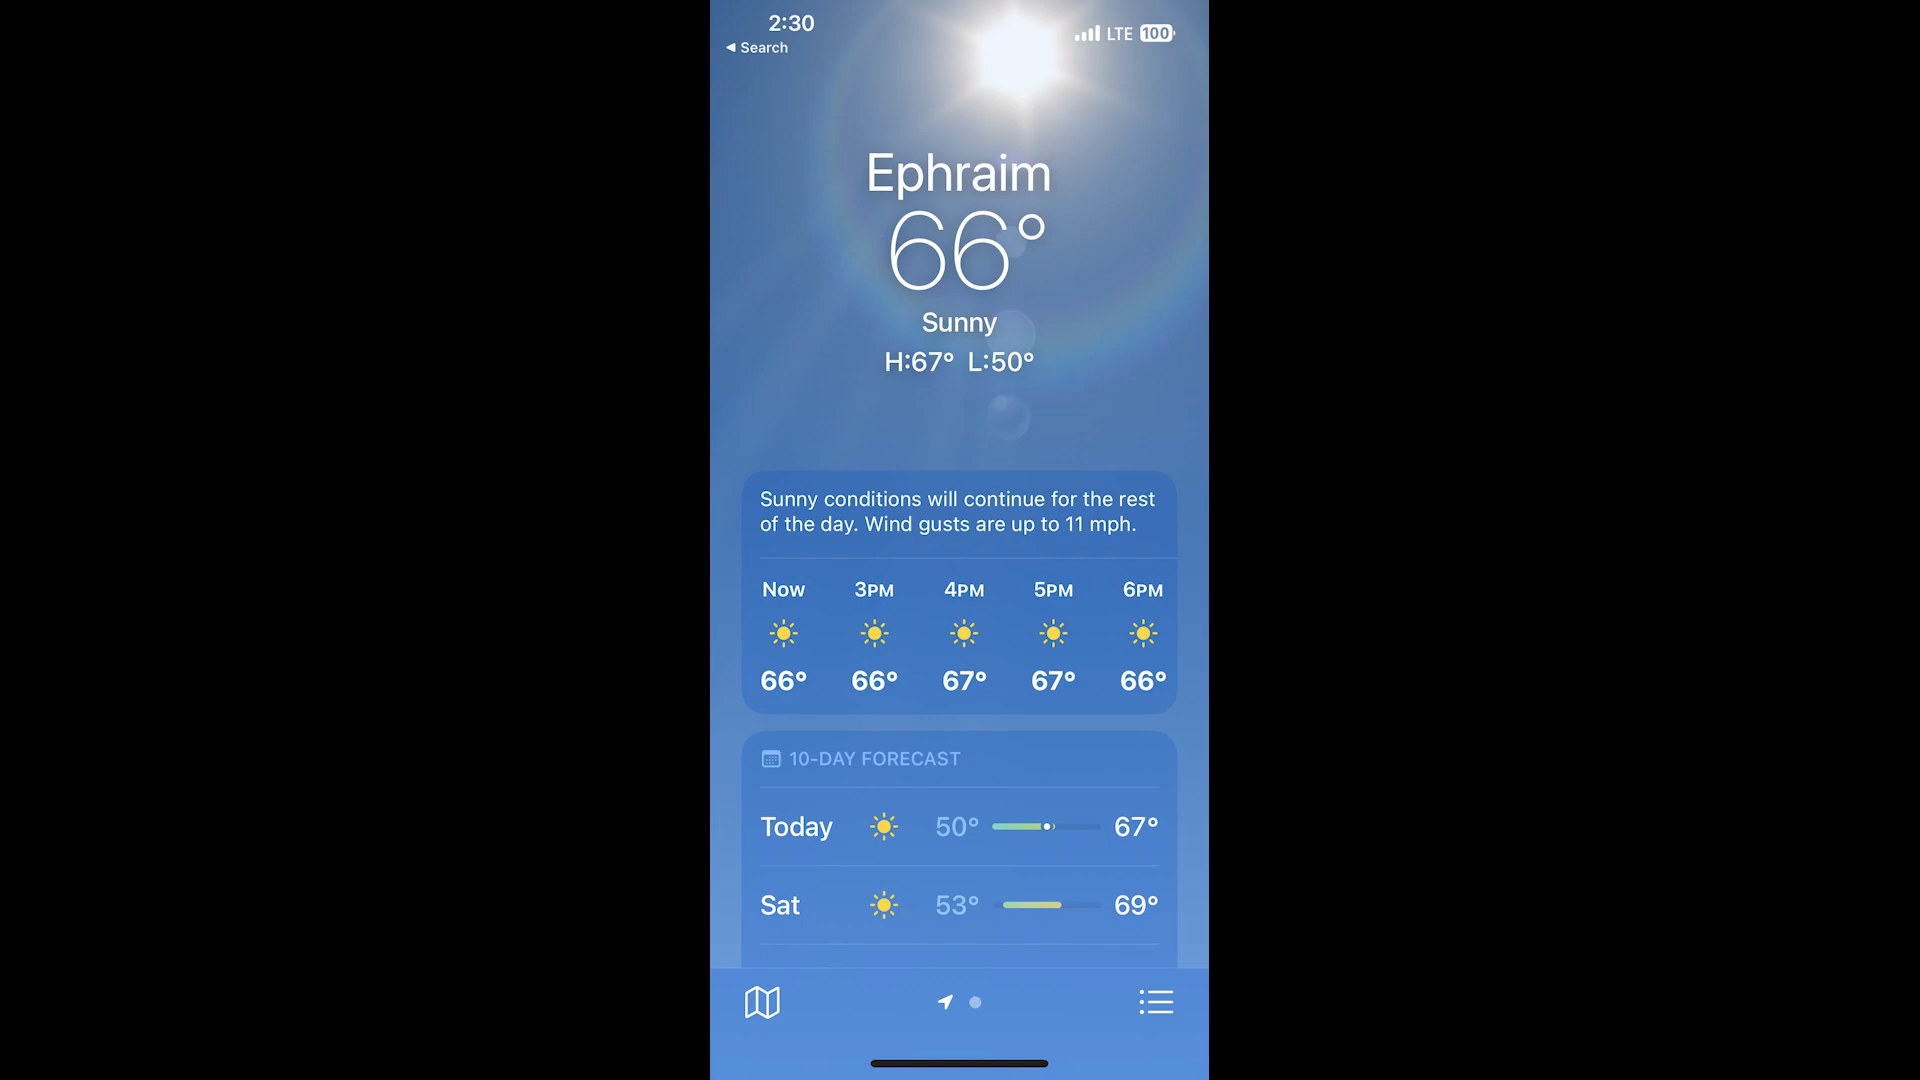 2:30
◀ Search
LTE 100
Ephraim
66°
Sunny
H:67° L:50°
Sunny conditions will continue for the rest
of the day. Wind gusts are up to 11 mph.
Now 3PM 4PM 5PM 6PM
66° 66° 67° 67° 66°
10-DAY FORECAST
Today 50° 67°
Sat 53° 69°